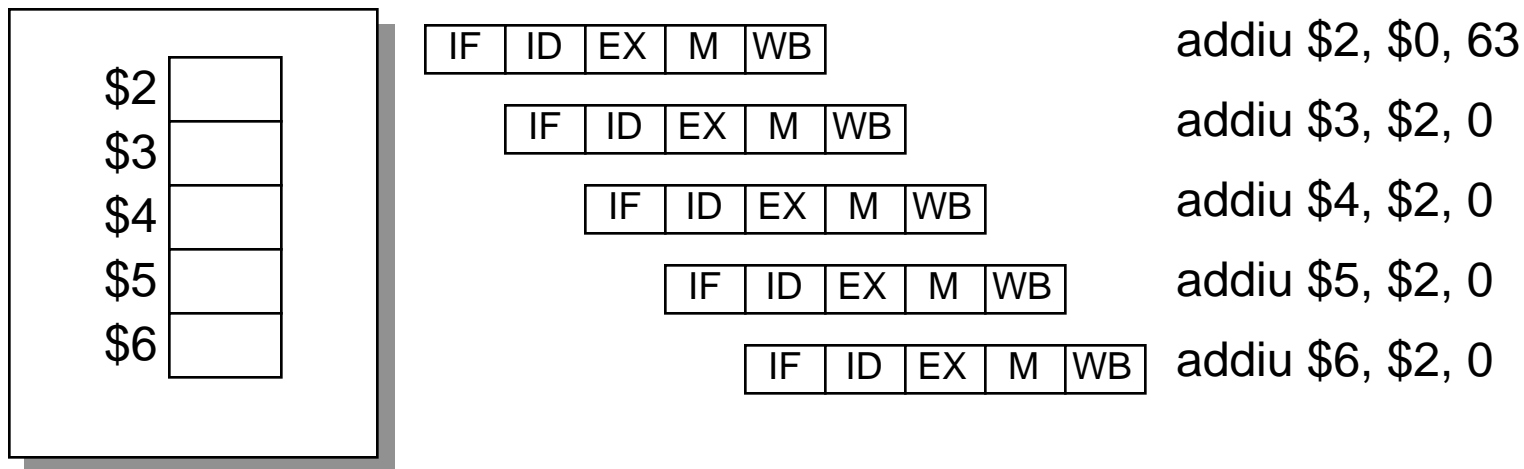 IF ID EX M WB addiu $2, $0, 63
$2
IF ID EX M WB addiu $3, $2, 0
$3
IF ID EX M WB addiu $4, $2, 0
$4
IF ID EX M WB addiu $5, $2, 0
$5
IF ID EX M WB addiu $6, $2, 0
$6